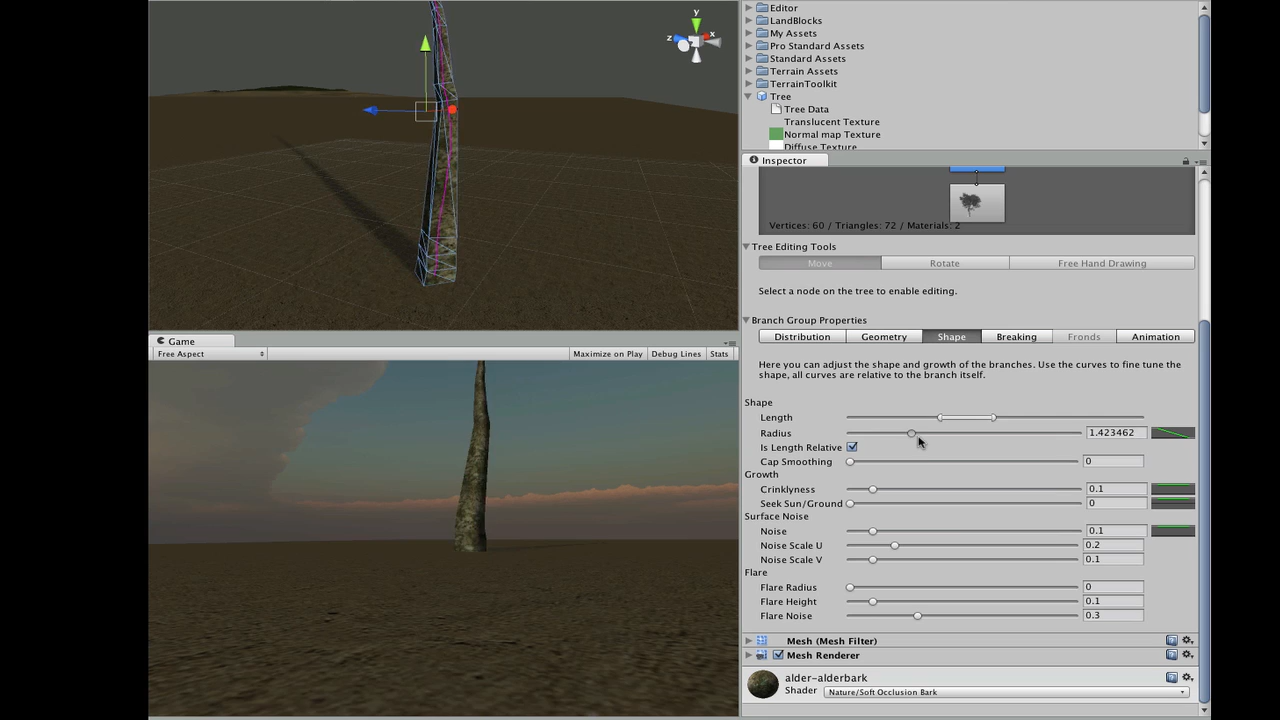 y
z
x
Editor
LandBlocks
My Assets
Pro Standard Assets
Standard Assets
Terrain Assets
TerrainToolkit
Tree
Tree Data
Translucent Texture
Normal map Texture
Diffuse Texture
Inspector
Vertices: 60 / Triangles: 72 / Materials: 2
Tree Editing Tools
Move Rotate Free Hand Drawing
Select a node on the tree to enable editing.
Branch Group Properties
Distribution Geometry Shape Breaking Fronds Animation
Here you can adjust the shape and growth of the branches. Use the curves to fine tune the
shape, all curves are relative to the branch itself.
Shape
Length
Radius 1.423462
Is Length Relative
Cap Smoothing 0
Growth
Crinklyness 0.1
Seek Sun/Ground 0
Surface Noise
Noise 0.1
Noise Scale U 0.2
Noise Scale V 0.1
Flare
Flare Radius 0
Flare Height 0.1
Flare Noise 0.3
Mesh (Mesh Filter)
Mesh Renderer
alder-alderbark
Shader Nature/Soft Occlusion Bark
Game
Free Aspect Maximize on Play Debug Lines Stats